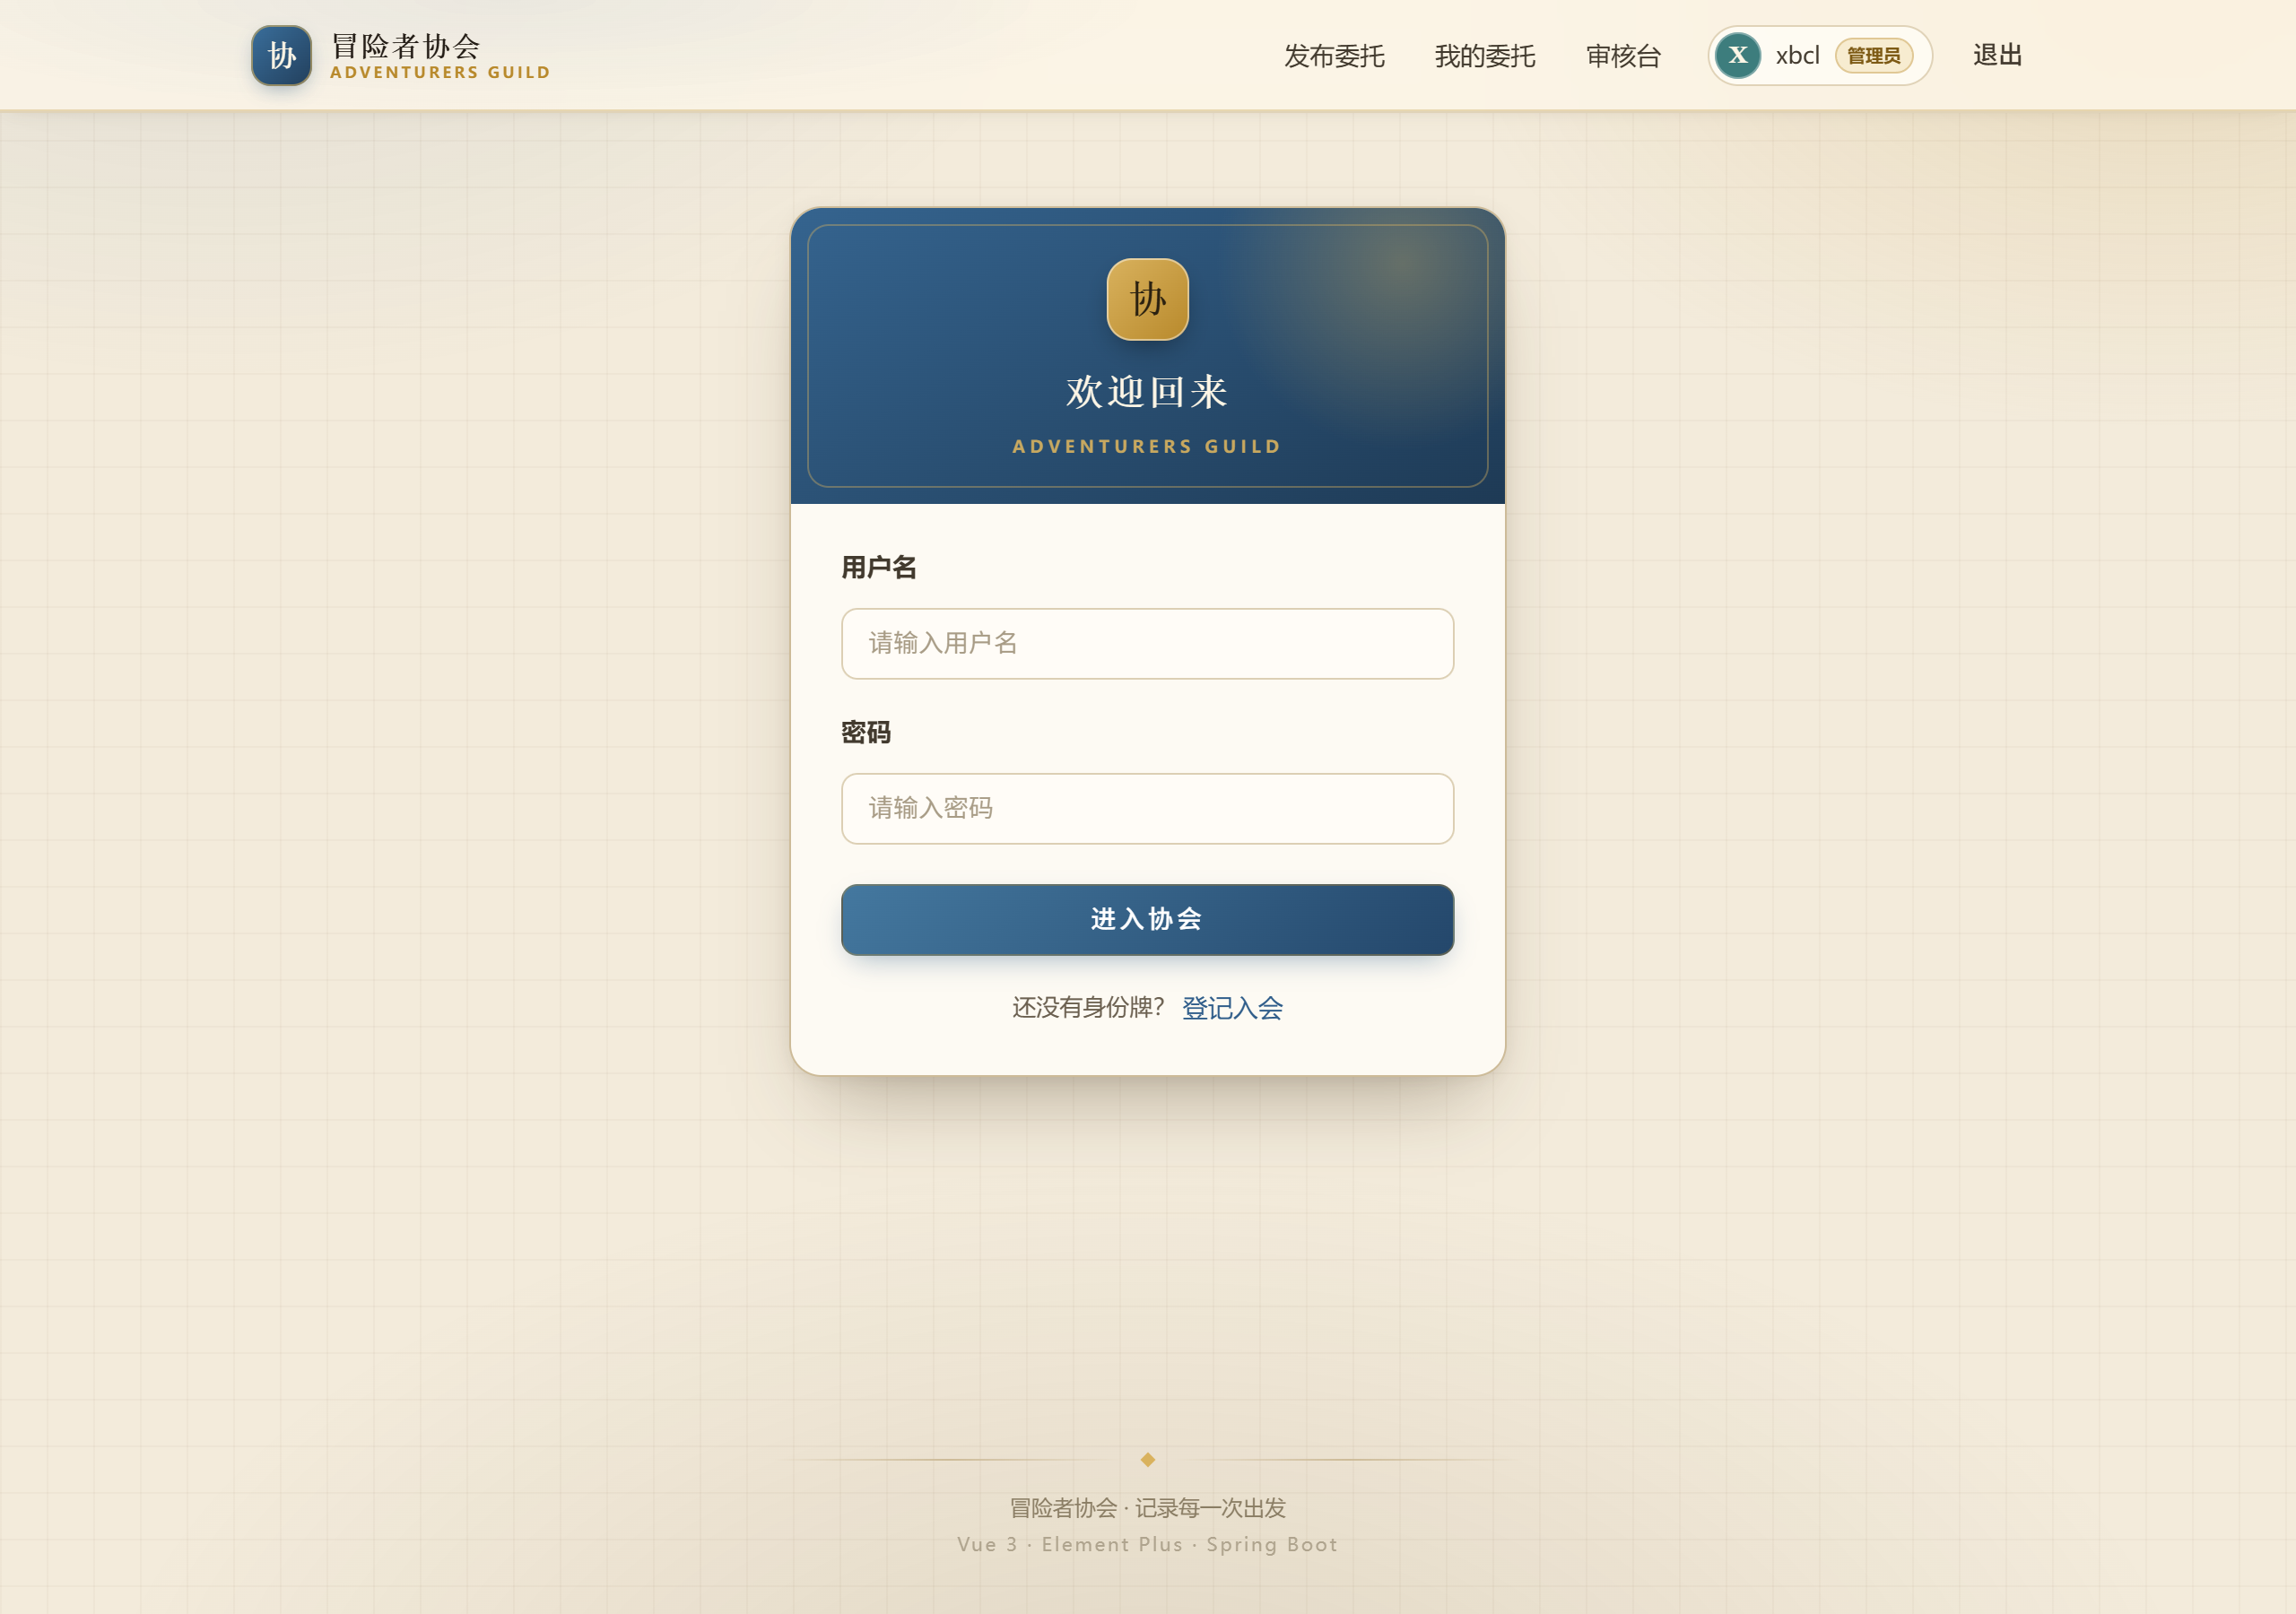 协
冒险者协会
ADVENTURERS GUILD
发布委托 我的委托 审核台 X xbcl 管理员 退出
协
欢迎回来
ADVENTURERS GUILD
用户名
请输入用户名
密码
请输入密码
进入协会
还没有身份牌? 登记入会
冒险者协会 · 记录每一次出发
Vue 3 · Element Plus · Spring Boot